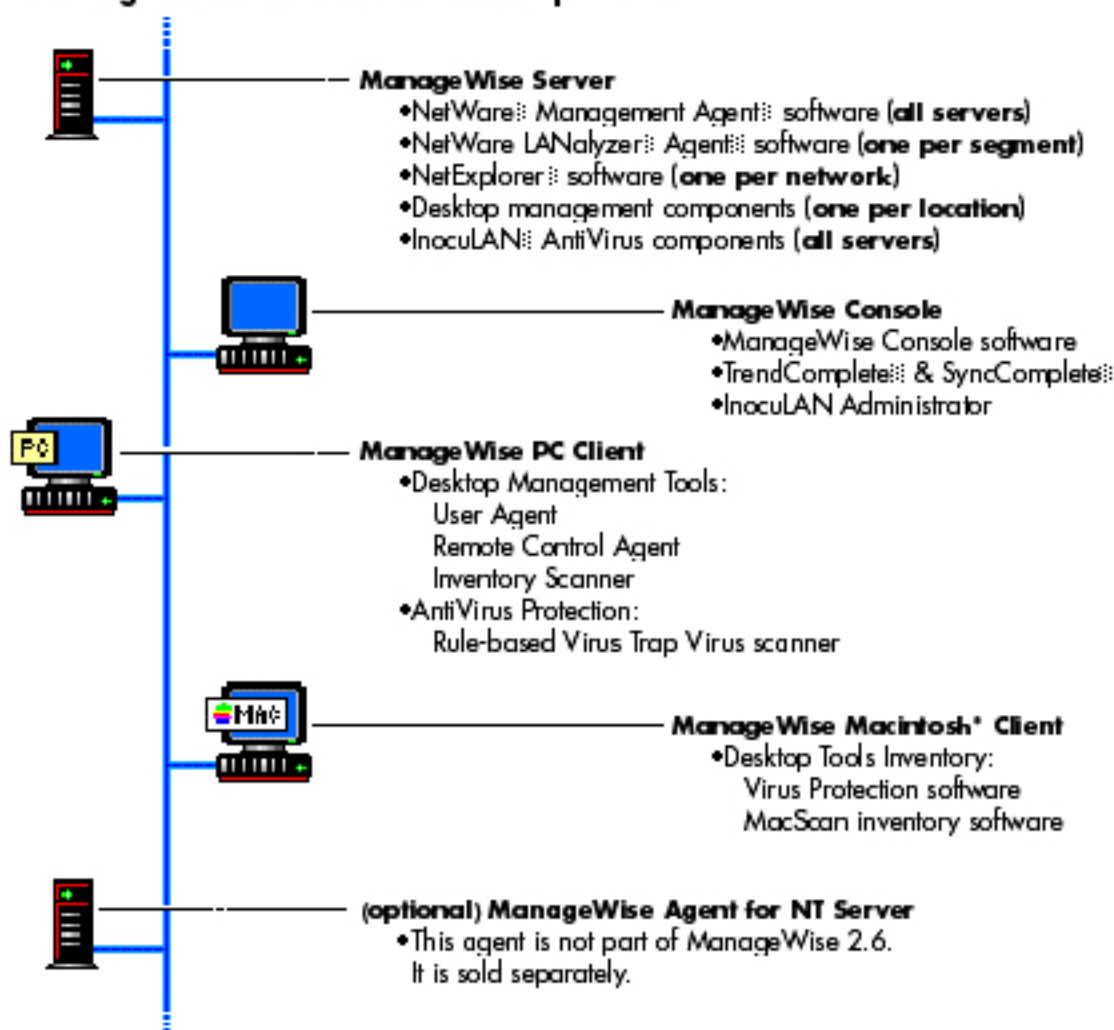 ManageWise Server
•NetWare Management Agent software (all servers)
•NetWare LANalyzer Agent software (one per segment)
•NetExplorer software (one per network)
•Desktop management components (one per location)
•InocuLAN AntiVirus components (all servers)
ManageWise Console
•ManageWise Console software
•TrendComplete & SyncComplete
•InocuLAN Administrator
PC
ManageWise PC Client
•Desktop Management Tools:
User Agent
Remote Control Agent
Inventory Scanner
•AntiVirus Protection:
Rule-based Virus Trap Virus scanner
MAC
ManageWise Macintosh* Client
•Desktop Tools Inventory:
Virus Protection software
MacScan inventory software
(optional) ManageWise Agent for NT Server
•This agent is not part of ManageWise 2.6.
It is sold separately.